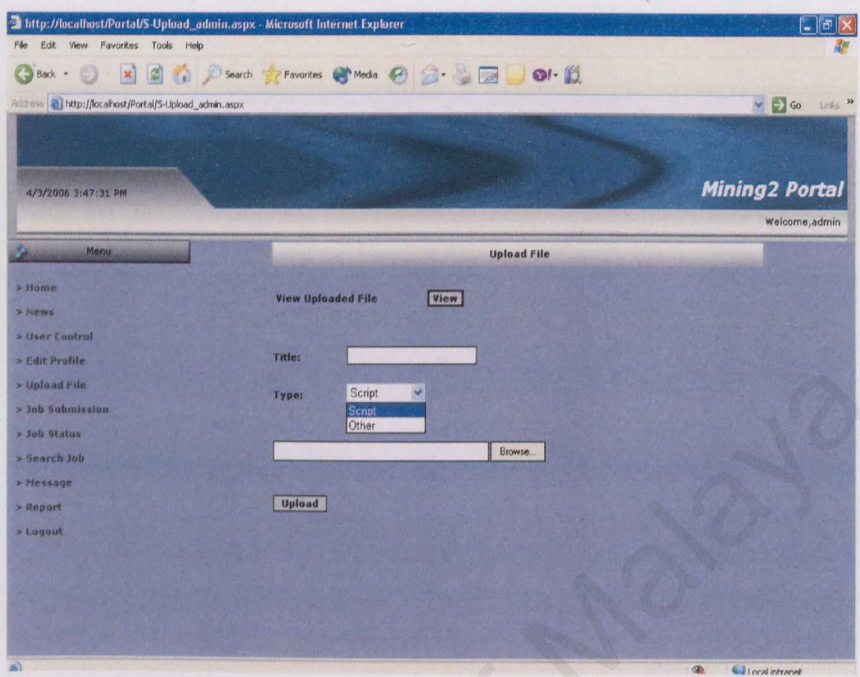 http://localhost/Portal/S-Upload_admin.aspx - Microsoft Internet Explorer
File Edit View Favorites Tools Help
Back Search Favorites Media
Address http://localhost/Portal/S-Upload_admin.aspx Go Links »
4/3/2006 3:47:31 PM
Mining2 Portal
Welcome,admin
Menu
Upload File
> Home
> News
> User Control
> Edit Profile
> Upload File
> Job Submission
> Job Status
> Search Job
> Message
> Report
> Logout
View Uploaded File View
Title:
Type: Script
Script
Other
Browse...
Upload
Malaya
Local intranet